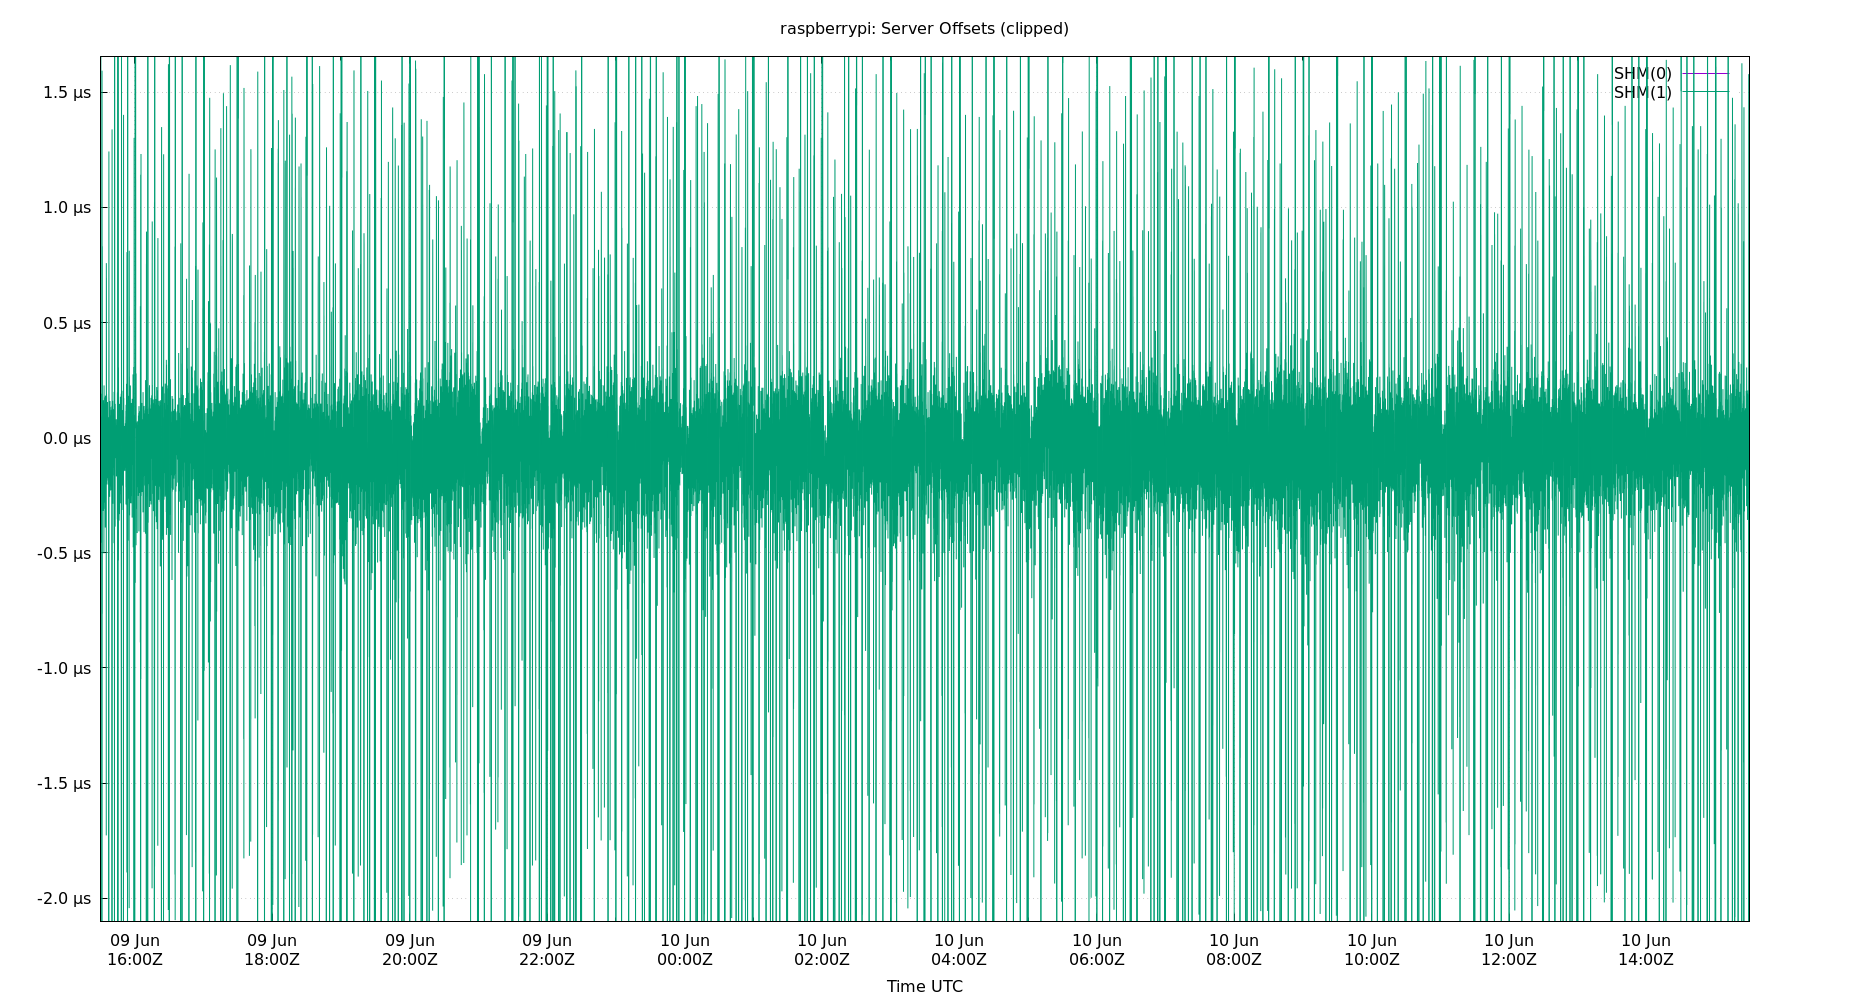 raspberrypi: Server Offsets (clipped)
SHM(0)
SHM(1)
1.5 µs
1.0 µs
0.5 µs
0.0 µs
-0.5 µs
-1.0 µs
-1.5 µs
-2.0 µs
09 Jun 09 Jun 09 Jun 09 Jun 10 Jun 10 Jun 10 Jun 10 Jun 10 Jun 10 Jun 10 Jun 10 Jun
16:00Z 18:00Z 20:00Z 22:00Z 00:00Z 02:00Z 04:00Z 06:00Z 08:00Z 10:00Z 12:00Z 14:00Z
Time UTC